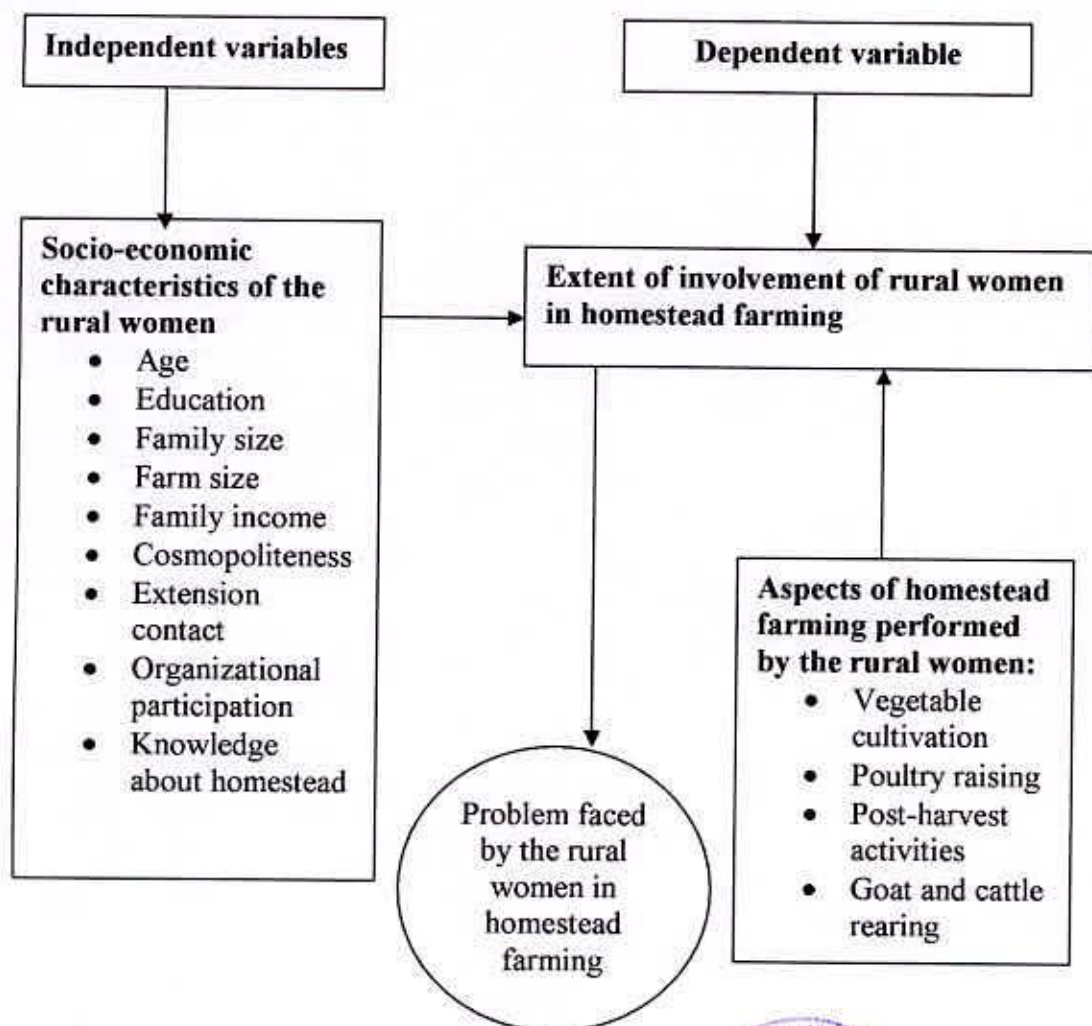 Independent variables
Dependent variable
Socio-economic
characteristics of the
rural women
• Age
• Education
• Family size
• Farm size
• Family income
• Cosmopoliteness
• Extension
contact
• Organizational
participation
• Knowledge
about homestead
Extent of involvement of rural women
in homestead farming
Problem faced
by the rural
women in
homestead
farming
Aspects of homestead
farming performed
by the rural women:
• Vegetable
cultivation
• Poultry raising
• Post-harvest
activities
• Goat and cattle
rearing